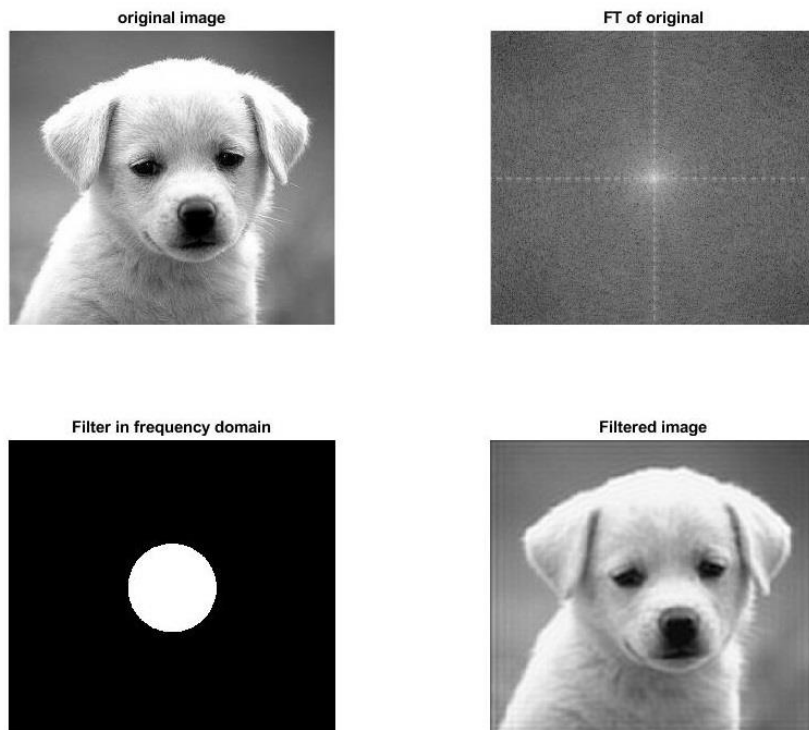 original image
FT of original
Filter in frequency domain
Filtered image